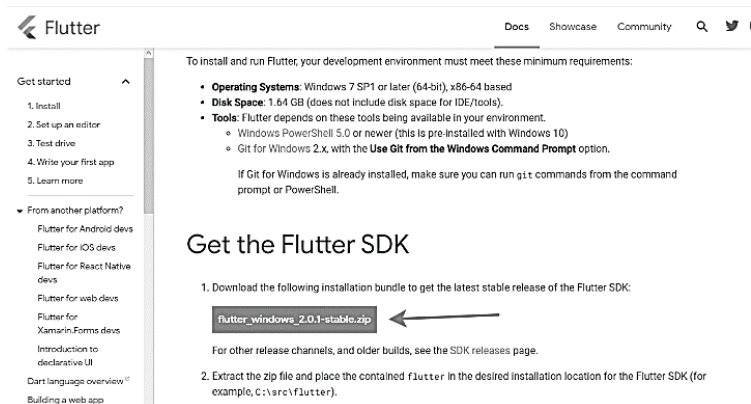 Flutter
Docs
Showcase
Community
Get started
1. Install
2. Set up an editor
3. Test drive
4. Write your first app
5. Learn more
From another platform?
Flutter for Android devs
Flutter for iOS devs
Flutter for React Native
devs
Flutter for web devs
Flutter for
Xamarin.Forms devs
Introduction to
declarative UI
Dart language overview
Building a web app
To install and run Flutter, your development environment must meet these minimum requirements:
• Operating Systems: Windows 7 SP1 or later (64-bit), x86-64 based
• Disk Space: 1.64 GB (does not include disk space for IDE/tools).
• Tools: Flutter depends on these tools being available in your environment.
◦ Windows PowerShell 5.0 or newer (this is pre-installed with Windows 10)
◦ Git for Windows 2.x, with the Use Git from the Windows Command Prompt option.
If Git for Windows is already installed, make sure you can run git commands from the command
prompt or PowerShell.
Get the Flutter SDK
1. Download the following installation bundle to get the latest stable release of the Flutter SDK:
flutter_windows_2.0.1-stable.zip
For other release channels, and older builds, see the SDK releases page.
2. Extract the zip file and place the contained flutter in the desired installation location for the Flutter SDK (for
example, C:\src\flutter).